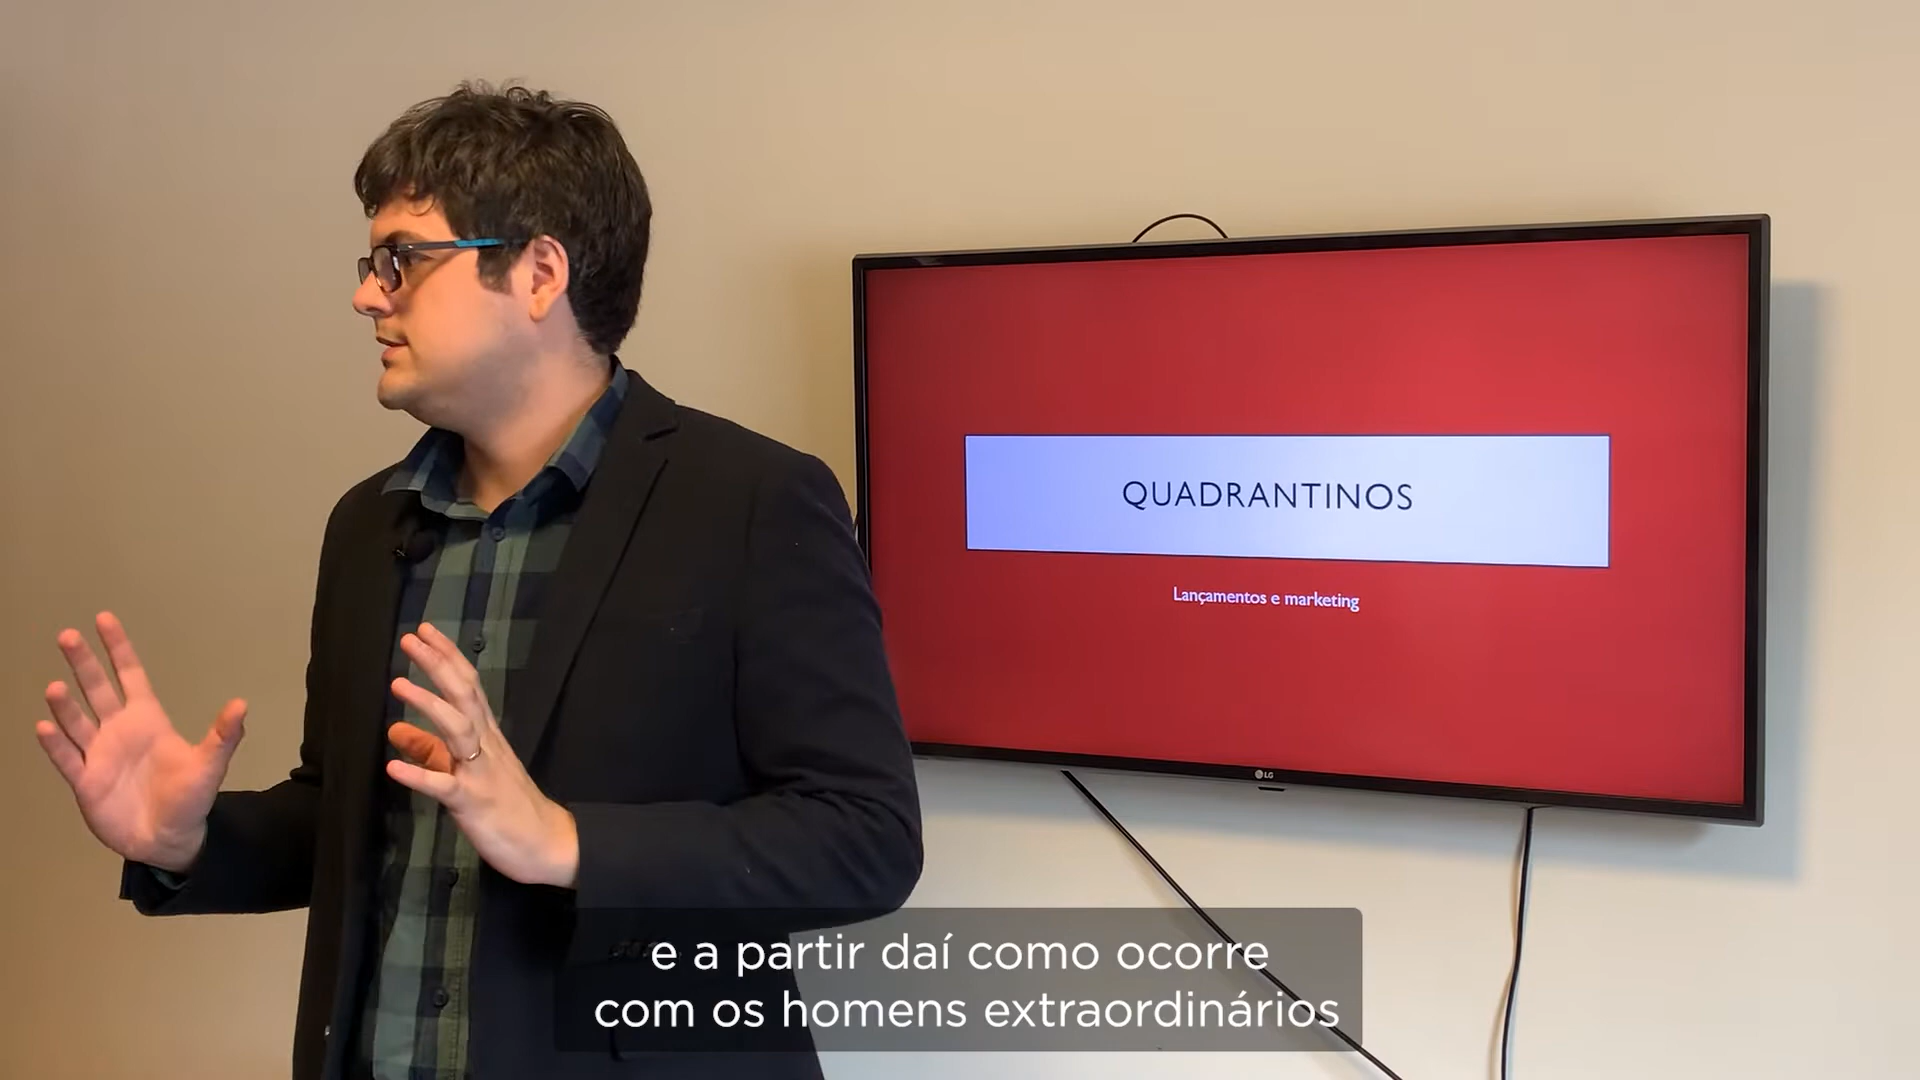 QUADRANTINOS
Lançamentos e marketing
LG
e a partir daí como ocorre
com os homens extraordinários